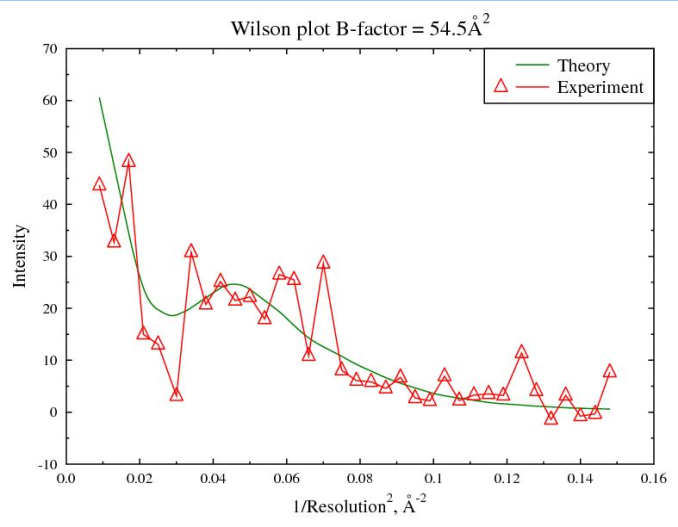 Wilson plot B-factor = 54.5Å²
70
60
50
40
30
20
10
0
-10
Intensity
Theory
Experiment
0.0 0.02 0.04 0.06 0.08 0.1 0.12 0.14 0.16
1/Resolution², Å⁻²